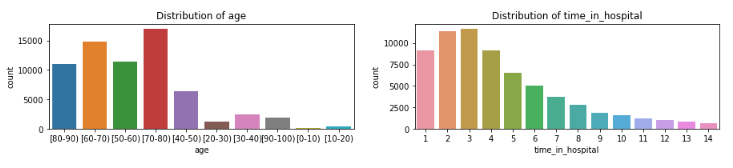 Distribution of age
count
15000
10000
5000
0
[80-90) [60-70) [50-60) [70-80) [40-50) [20-30) [30-40) [90-100) [0-10) [10-20)
age
Distribution of time_in_hospital
count
10000
7500
5000
2500
0
1 2 3 4 5 6 7 8 9 10 11 12 13 14
time_in_hospital